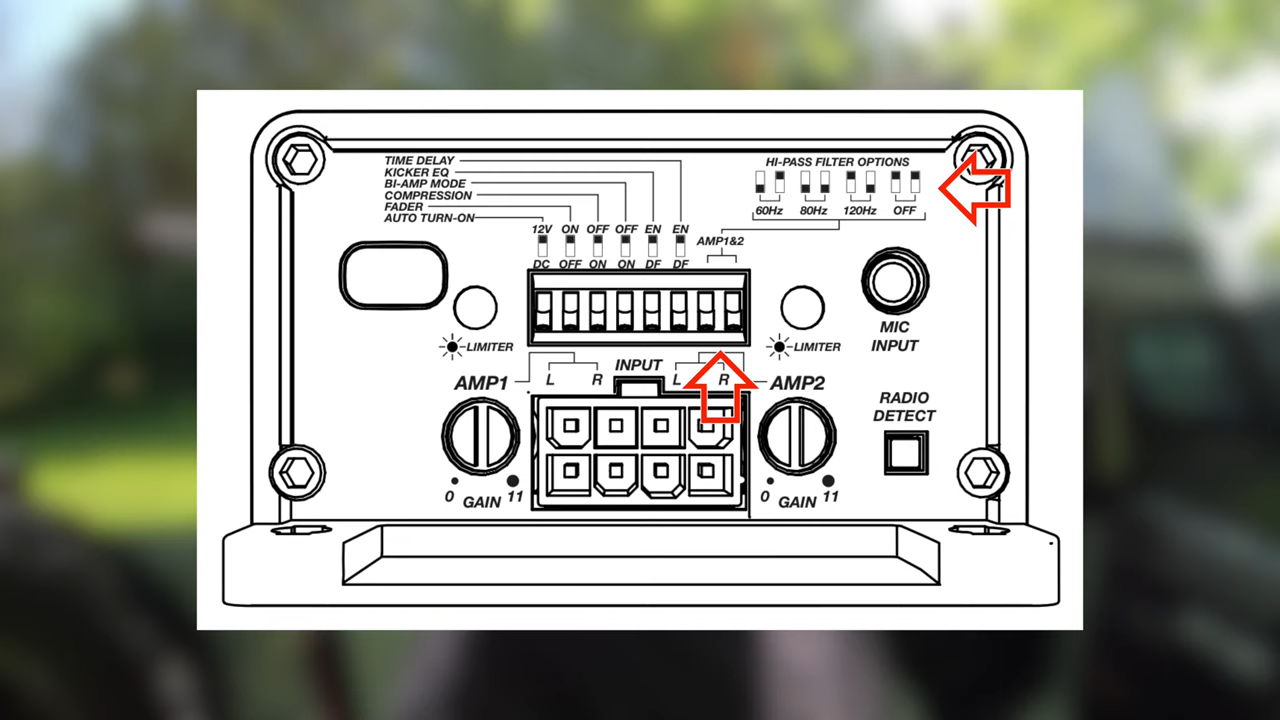 TIME DELAY
KICKER EQ
BI-AMP MODE
COMPRESSION
FADER
AUTO TURN-ON
12V ON OFF OFF EN EN
DC OFF ON ON DF DF
HI-PASS FILTER OPTIONS
60Hz 80Hz 120Hz OFF
AMP1&2
LIMITER
LIMITER
MIC
INPUT
INPUT
AMP1 L R L R AMP2
RADIO
DETECT
0 GAIN 11
0 GAIN 11